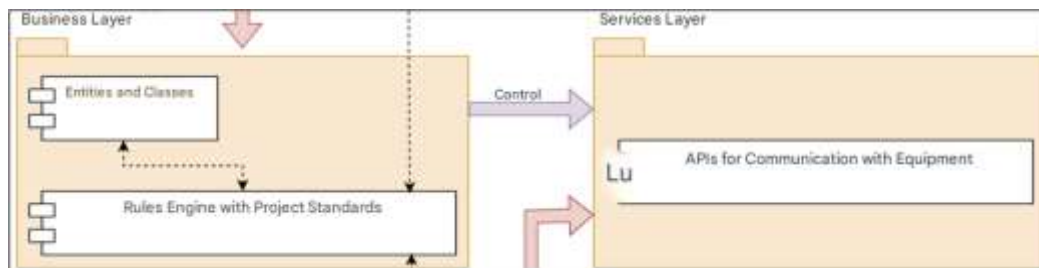 Business Layer
Services Layer
Entities and Classes
Control
APIs for Communication with Equipment
Lu
Rules Engine with Project Standards